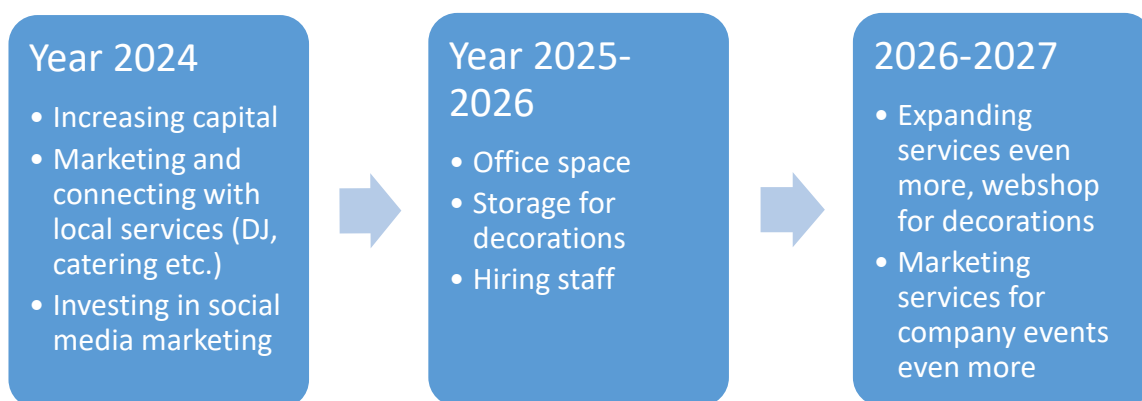 Year 2024
• Increasing capital
• Marketing and
connecting with
local services (DJ,
catering etc.)
• Investing in social
media marketing
Year 2025-
2026
• Office space
• Storage for
decorations
• Hiring staff
2026-2027
• Expanding
services even
more, webshop
for decorations
• Marketing
services for
company events
even more